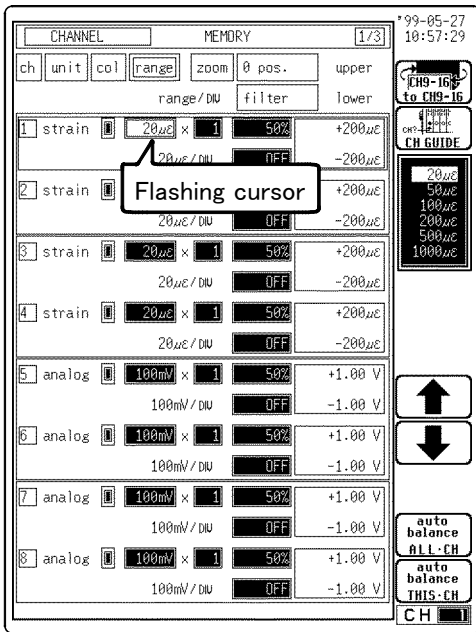 '99-05-27
CHANNEL MEMORY 1/3 10:57:29
ch unit col range zoom 0 pos. upper
range/DIV filter lower
CH9-16
to CH9-16
CH?
CH GUIDE
1 strain 20με × 1 50% +200με
20με/DIV OFF -200με
Flashing cursor
2 strain +200με
20με/DIV OFF -200με
3 strain 20με × 1 50% +200με
20με/DIV OFF -200με
4 strain 20με × 1 50% +200με
20με/DIV OFF -200με
5 analog 100mV × 1 50% +1.00 V
100mV/DIV OFF -1.00 V
6 analog 100mV × 1 50% +1.00 V
100mV/DIV OFF -1.00 V
7 analog 100mV × 1 50% +1.00 V
100mV/DIV OFF -1.00 V
8 analog 100mV × 1 50% +1.00 V
100mV/DIV OFF -1.00 V
20με
50με
100με
200με
500με
1000με
auto
balance
ALL·CH
auto
balance
THIS·CH
CH 1